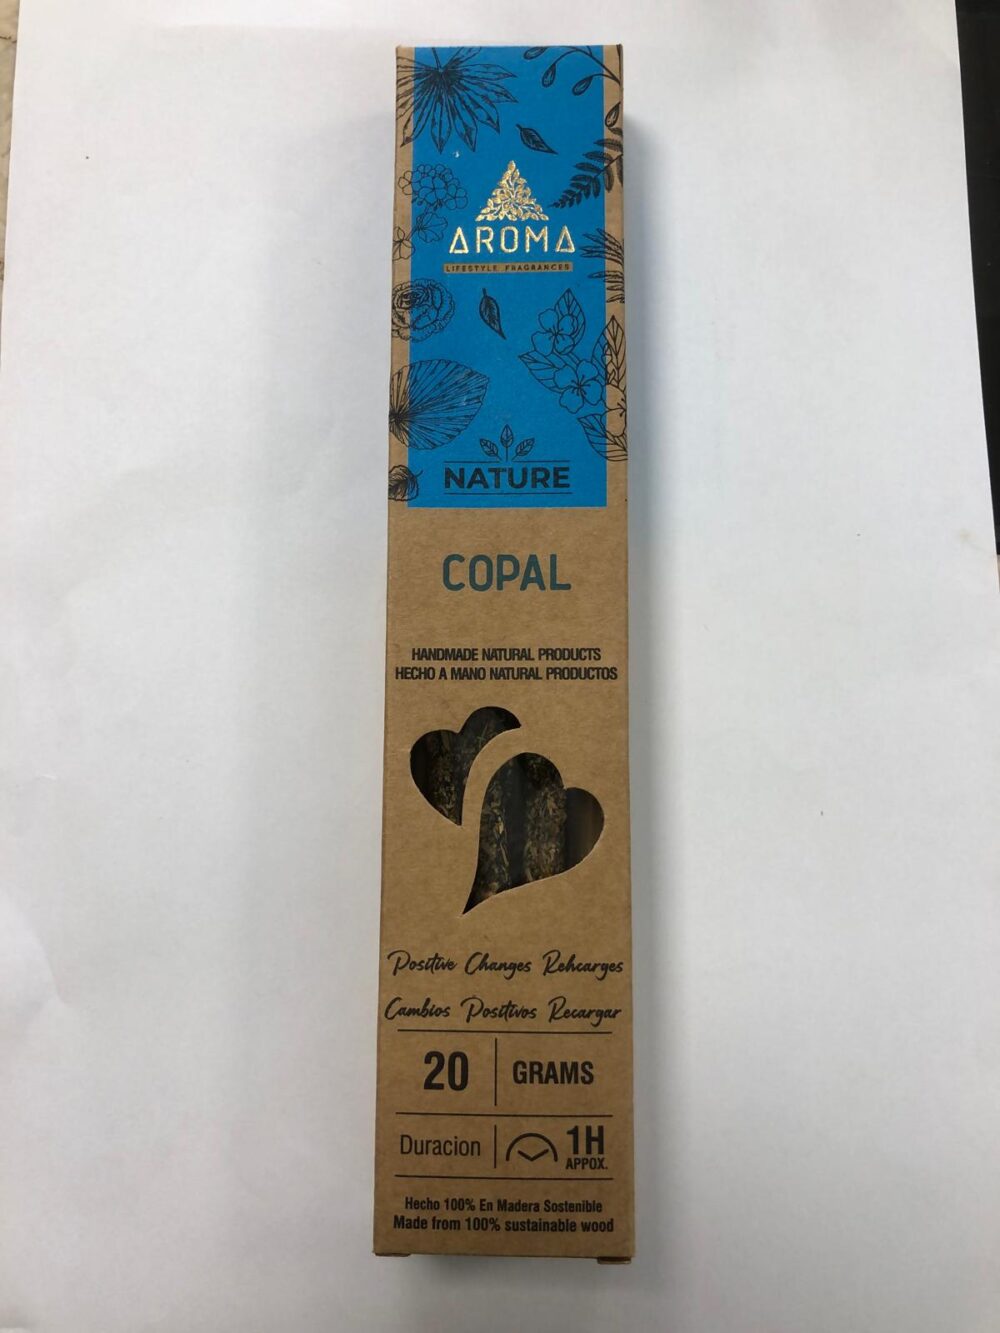 AROMA
LIFESTYLE FRAGRANCES
NATURE
COPAL
HANDMADE NATURAL PRODUCTS
HECHO A MANO NATURAL PRODUCTOS
Positive Changes Rehcarges
Cambios Positivos Recargar
20 GRAMS
Duracion 1H
APPOX.
Hecho 100% En Madera Sostenible
Made from 100% sustainable wood